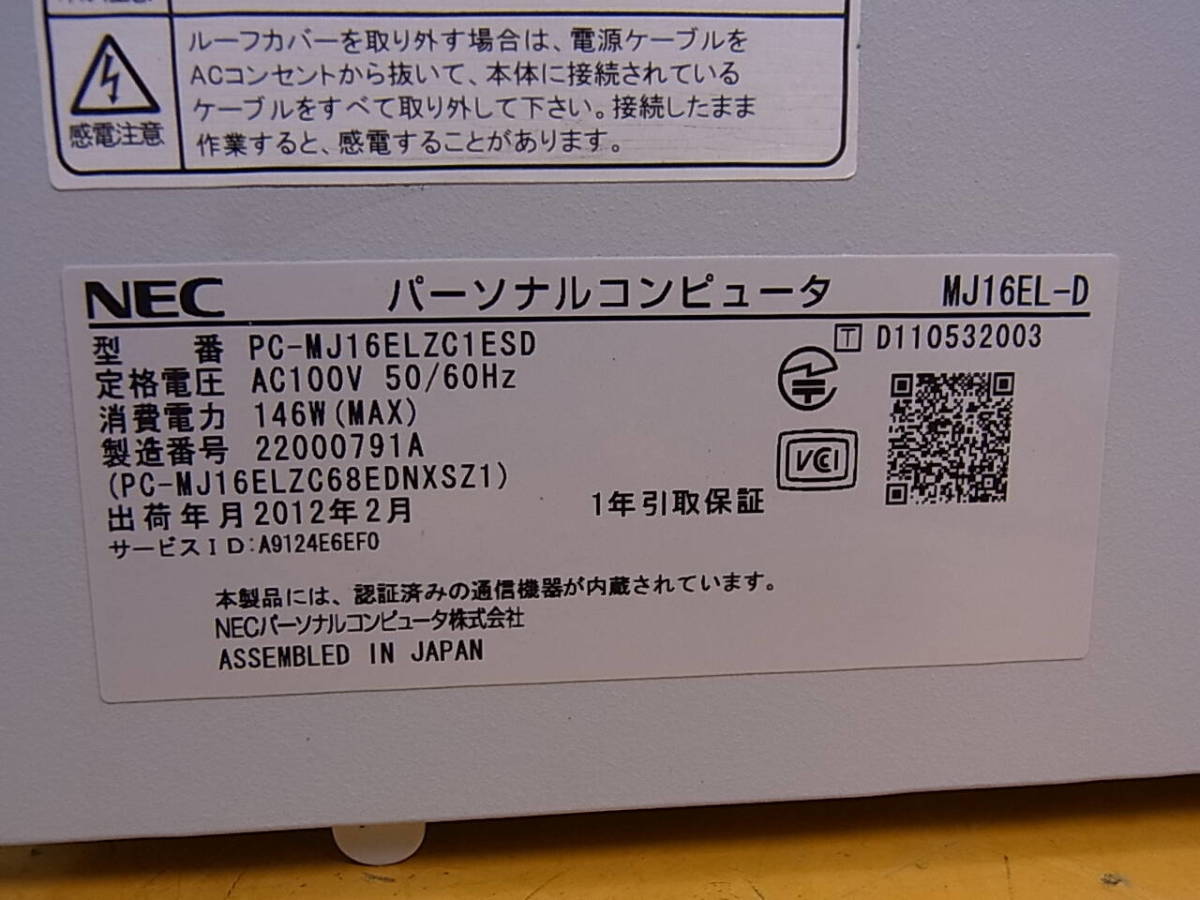 ルーフカバーを取り外す場合は、電源ケーブルを
ACコンセントから抜いて、本体に接続されている
ケーブルをすべて取り外して下さい。接続したまま
作業すると、感電することがあります。
感電注意
NEC パーソナルコンピュータ MJ16EL-D
型 番 PC-MJ16ELZC1ESD
T D110532003
定格電圧 AC100V 50/60Hz
消費電力 146W(MAX)
製造番号 22000791A
VCCI
(PC-MJ16ELZC68EDNXSZ1)
出荷年月 2012年2月
1年引取保証
サービスID:A9124E6EF0
本製品には、認証済みの通信機器が内蔵されています。
NECパーソナルコンピュータ株式会社
ASSEMBLED IN JAPAN